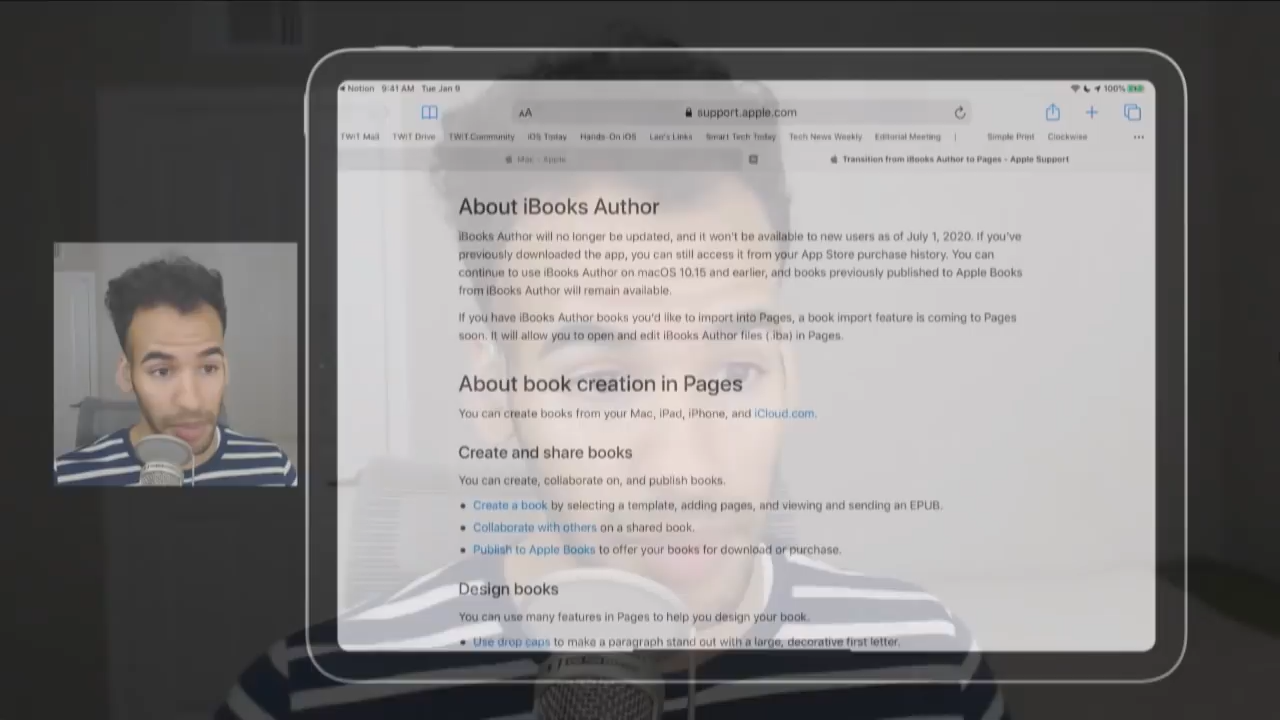 Notion 9:41 AM Tue Jan 9
100%
AA
support.apple.com
TWiT Mail TWiT Drive TWiT Community iOS Today Hands-On iOS Leo's Links Smart Tech Today Tech News Weekly Editorial Meeting | Simple Print Clockwise
Mac - Apple
Transition from iBooks Author to Pages - Apple Support
About iBooks Author
iBooks Author will no longer be updated, and it won't be available to new users as of July 1, 2020. If you've
previously downloaded the app, you can still access it from your App Store purchase history. You can
continue to use iBooks Author on macOS 10.15 and earlier, and books previously published to Apple Books
from iBooks Author will remain available.
If you have iBooks Author books you'd like to import into Pages, a book import feature is coming to Pages
soon. It will allow you to open and edit iBooks Author files (.iba) in Pages.
About book creation in Pages
You can create books from your Mac, iPad, iPhone, and iCloud.com.
Create and share books
You can create, collaborate on, and publish books.
• Create a book by selecting a template, adding pages, and viewing and sending an EPUB.
• Collaborate with others on a shared book.
• Publish to Apple Books to offer your books for download or purchase.
Design books
You can use many features in Pages to help you design your book.
• Use drop caps to make a paragraph stand out with a large, decorative first letter.